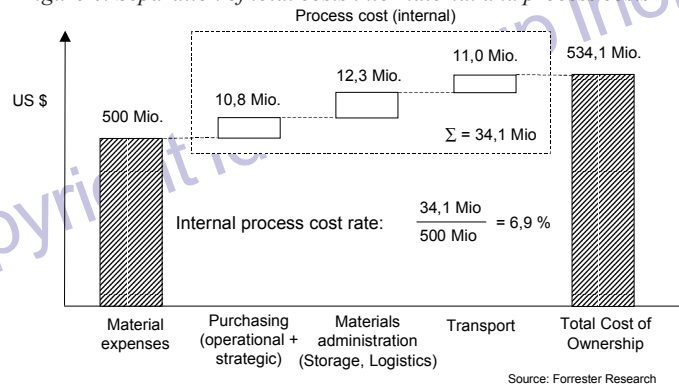 Process cost (internal)
US $
500 Mio.
10,8 Mio.
12,3 Mio.
11,0 Mio.
534,1 Mio.
Σ = 34,1 Mio
Internal process cost rate:
34,1 Mio
500 Mio
= 6,9 %
Material
expenses
Purchasing
(operational +
strategic)
Materials
administration
(Storage, Logistics)
Transport
Total Cost of
Ownership
Source: Forrester Research